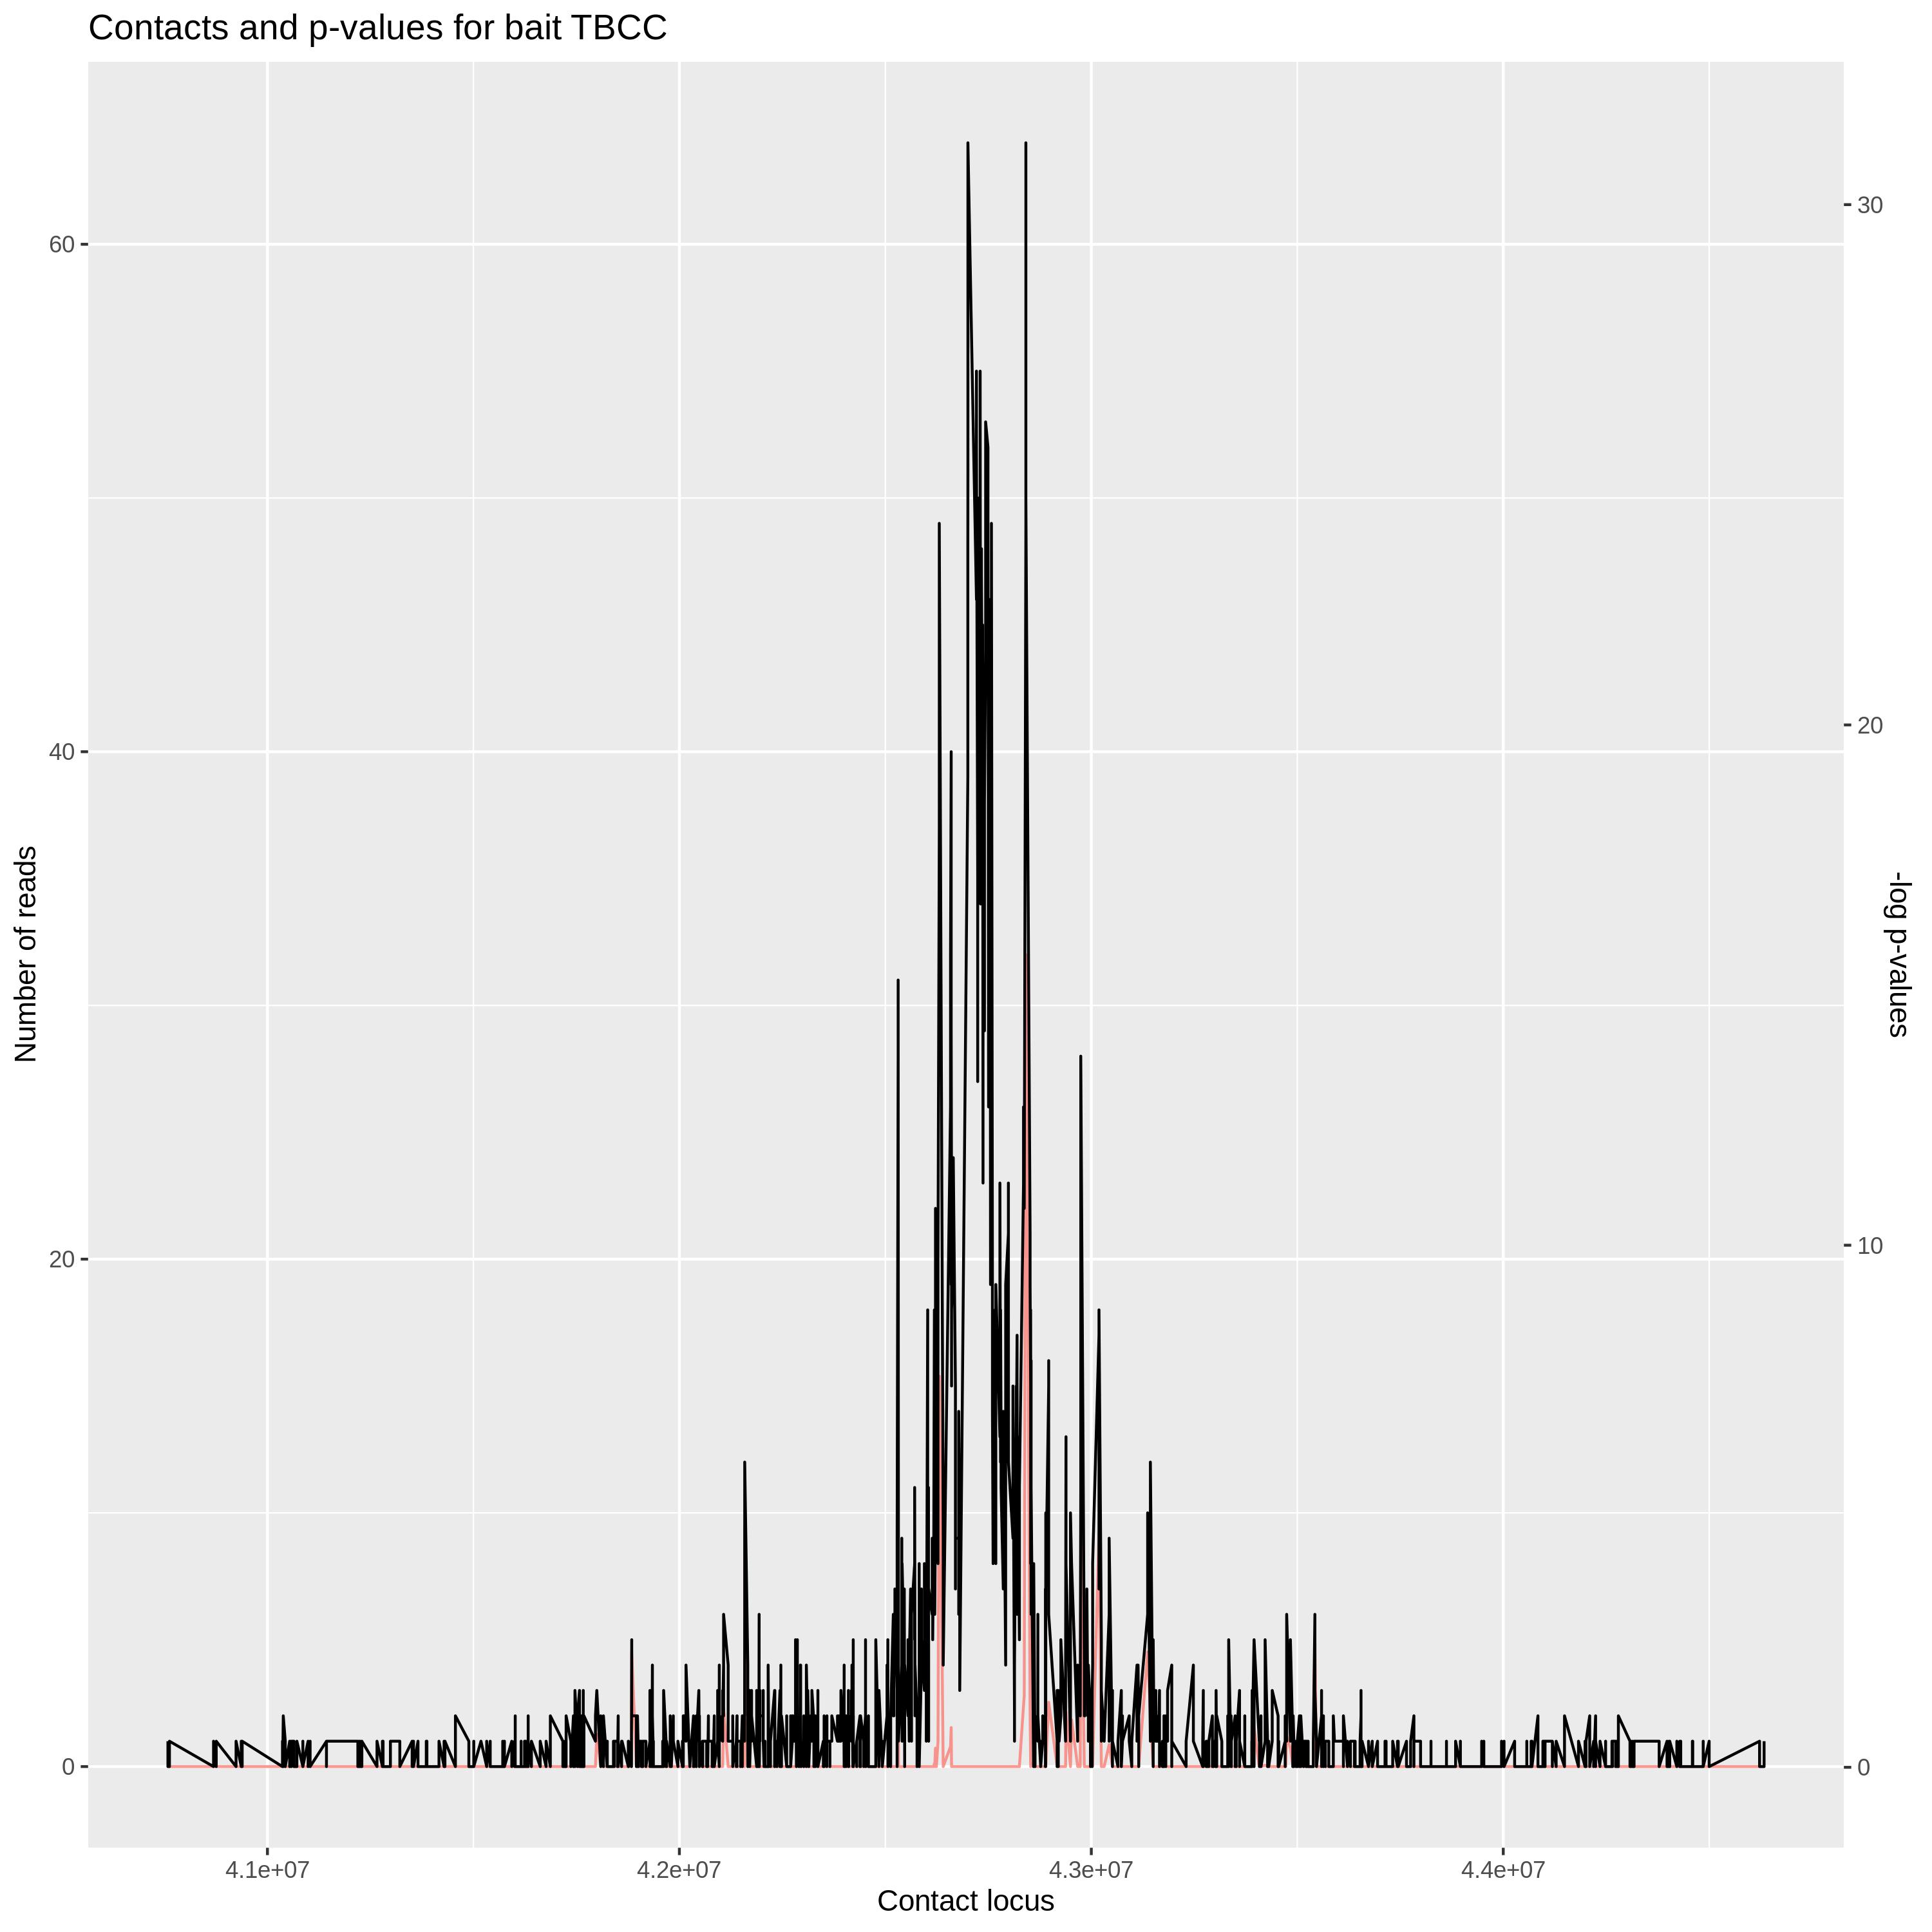 Contacts and p-values for bait TBCC
60
40
20
0
30
20
10
0
Number of reads
-log p-values
4.1e+07
4.2e+07
4.3e+07
4.4e+07
Contact locus